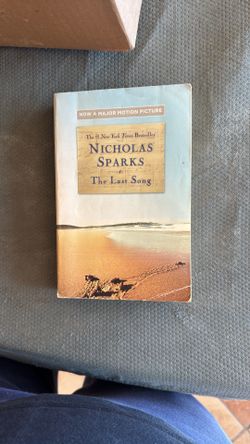 NOW A MAJOR MOTION PICTURE
The #1 New York Times Bestseller
NICHOLAS
SPARKS
The Last Song